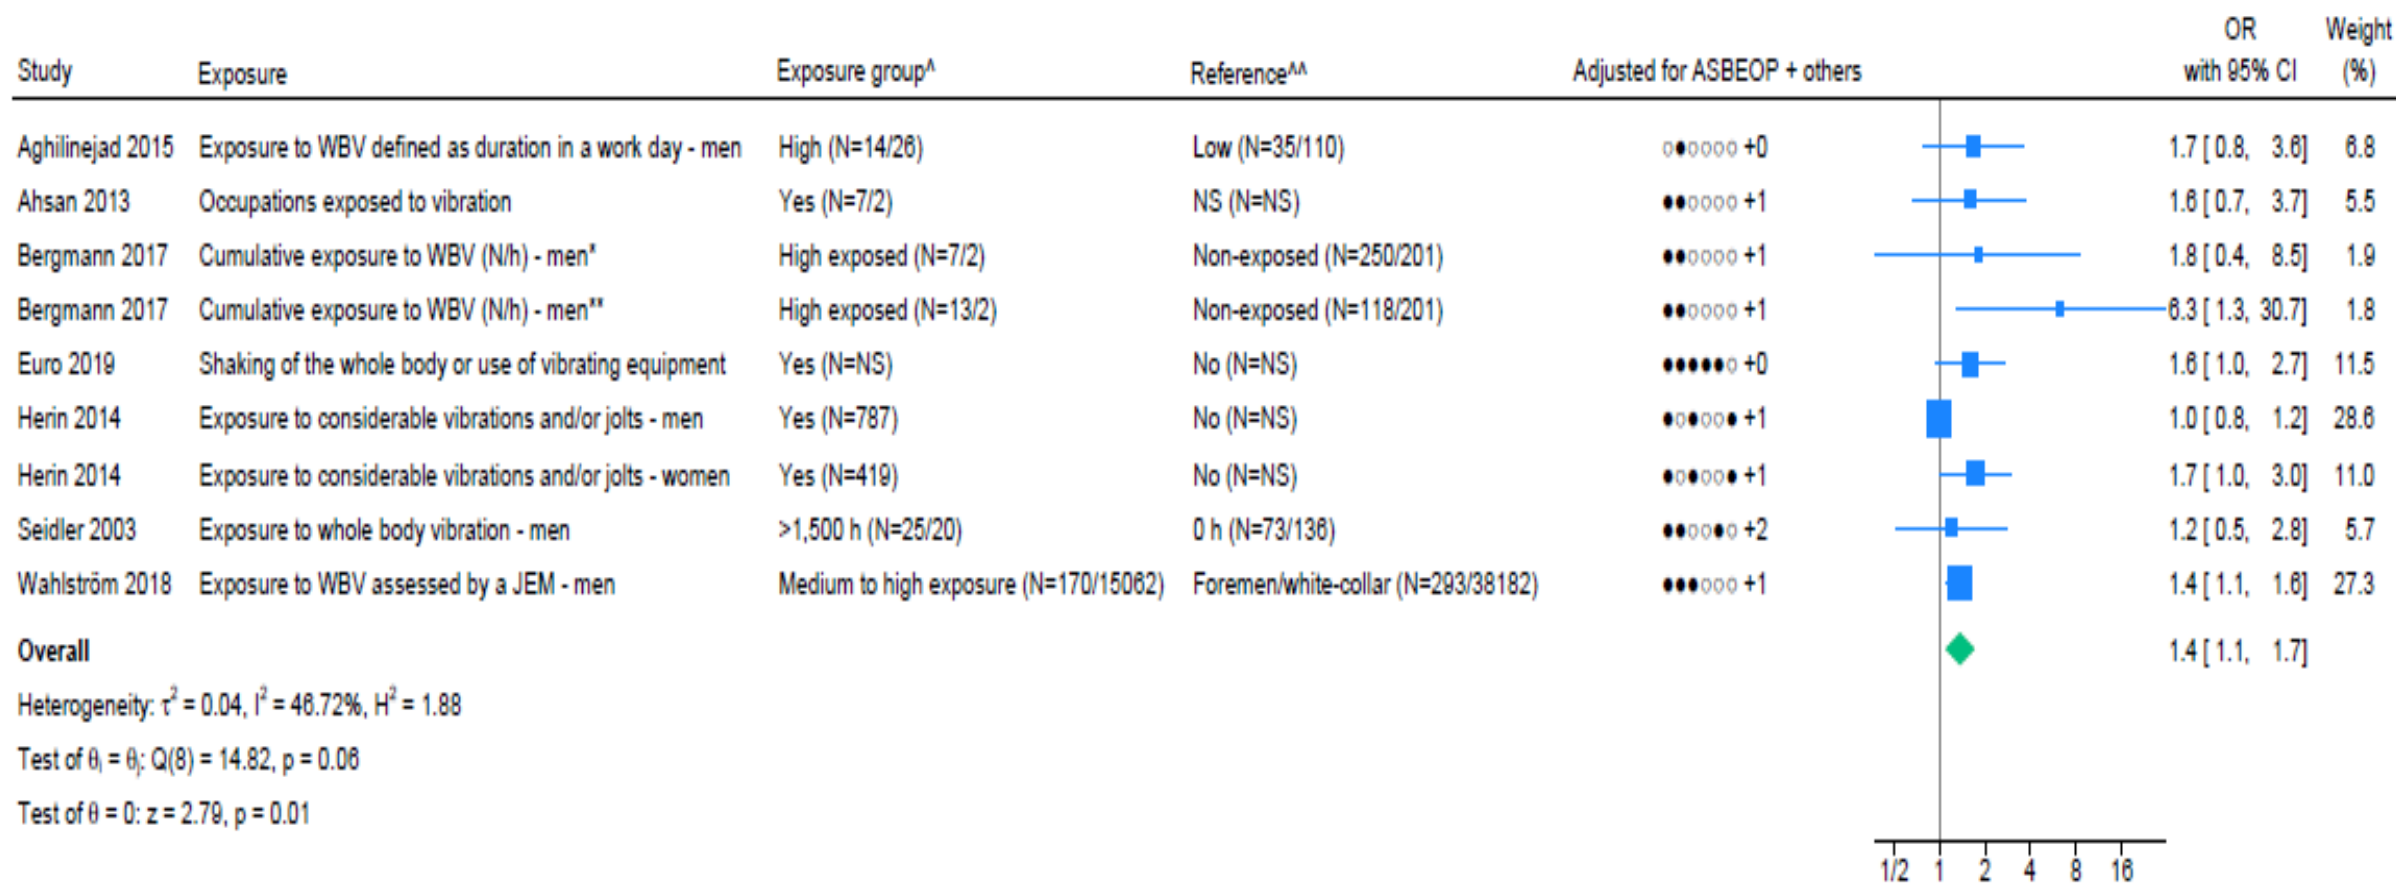 OR Weight
Study Exposure Exposure group^ Reference^^ Adjusted for ASBEOP + others with 95% CI (%)
Aghilinejad 2015 Exposure to WBV defined as duration in a work day - men High (N=14/26) Low (N=35/110) ○●○○○○ +0 1.7 [ 0.8, 3.6] 6.8
Ahsan 2013 Occupations exposed to vibration Yes (N=7/2) NS (N=NS) ●●○○○○ +1 1.6 [ 0.7, 3.7] 5.5
Bergmann 2017 Cumulative exposure to WBV (N/h) - men* High exposed (N=7/2) Non-exposed (N=250/201) ●●○○○○ +1 1.8 [ 0.4, 8.5] 1.9
Bergmann 2017 Cumulative exposure to WBV (N/h) - men** High exposed (N=13/2) Non-exposed (N=118/201) ●●○○○○ +1 6.3 [ 1.3, 30.7] 1.8
Euro 2019 Shaking of the whole body or use of vibrating equipment Yes (N=NS) No (N=NS) ●●●●●○ +0 1.6 [ 1.0, 2.7] 11.5
Herin 2014 Exposure to considerable vibrations and/or jolts - men Yes (N=787) No (N=NS) ●○●○○● +1 1.0 [ 0.8, 1.2] 28.6
Herin 2014 Exposure to considerable vibrations and/or jolts - women Yes (N=419) No (N=NS) ●○●○○● +1 1.7 [ 1.0, 3.0] 11.0
Seidler 2003 Exposure to whole body vibration - men >1,500 h (N=25/20) 0 h (N=73/136) ●●○○●○ +2 1.2 [ 0.5, 2.8] 5.7
Wahlström 2018 Exposure to WBV assessed by a JEM - men Medium to high exposure (N=170/15062) Foremen/white-collar (N=293/38182) ●●●○○○ +1 1.4 [ 1.1, 1.6] 27.3
Overall 1.4 [ 1.1, 1.7]
Heterogeneity: τ² = 0.04, I² = 46.72%, H² = 1.88
Test of θᵢ = θⱼ: Q(8) = 14.82, p = 0.06
Test of θ = 0: z = 2.79, p = 0.01
1/2 1 2 4 8 16